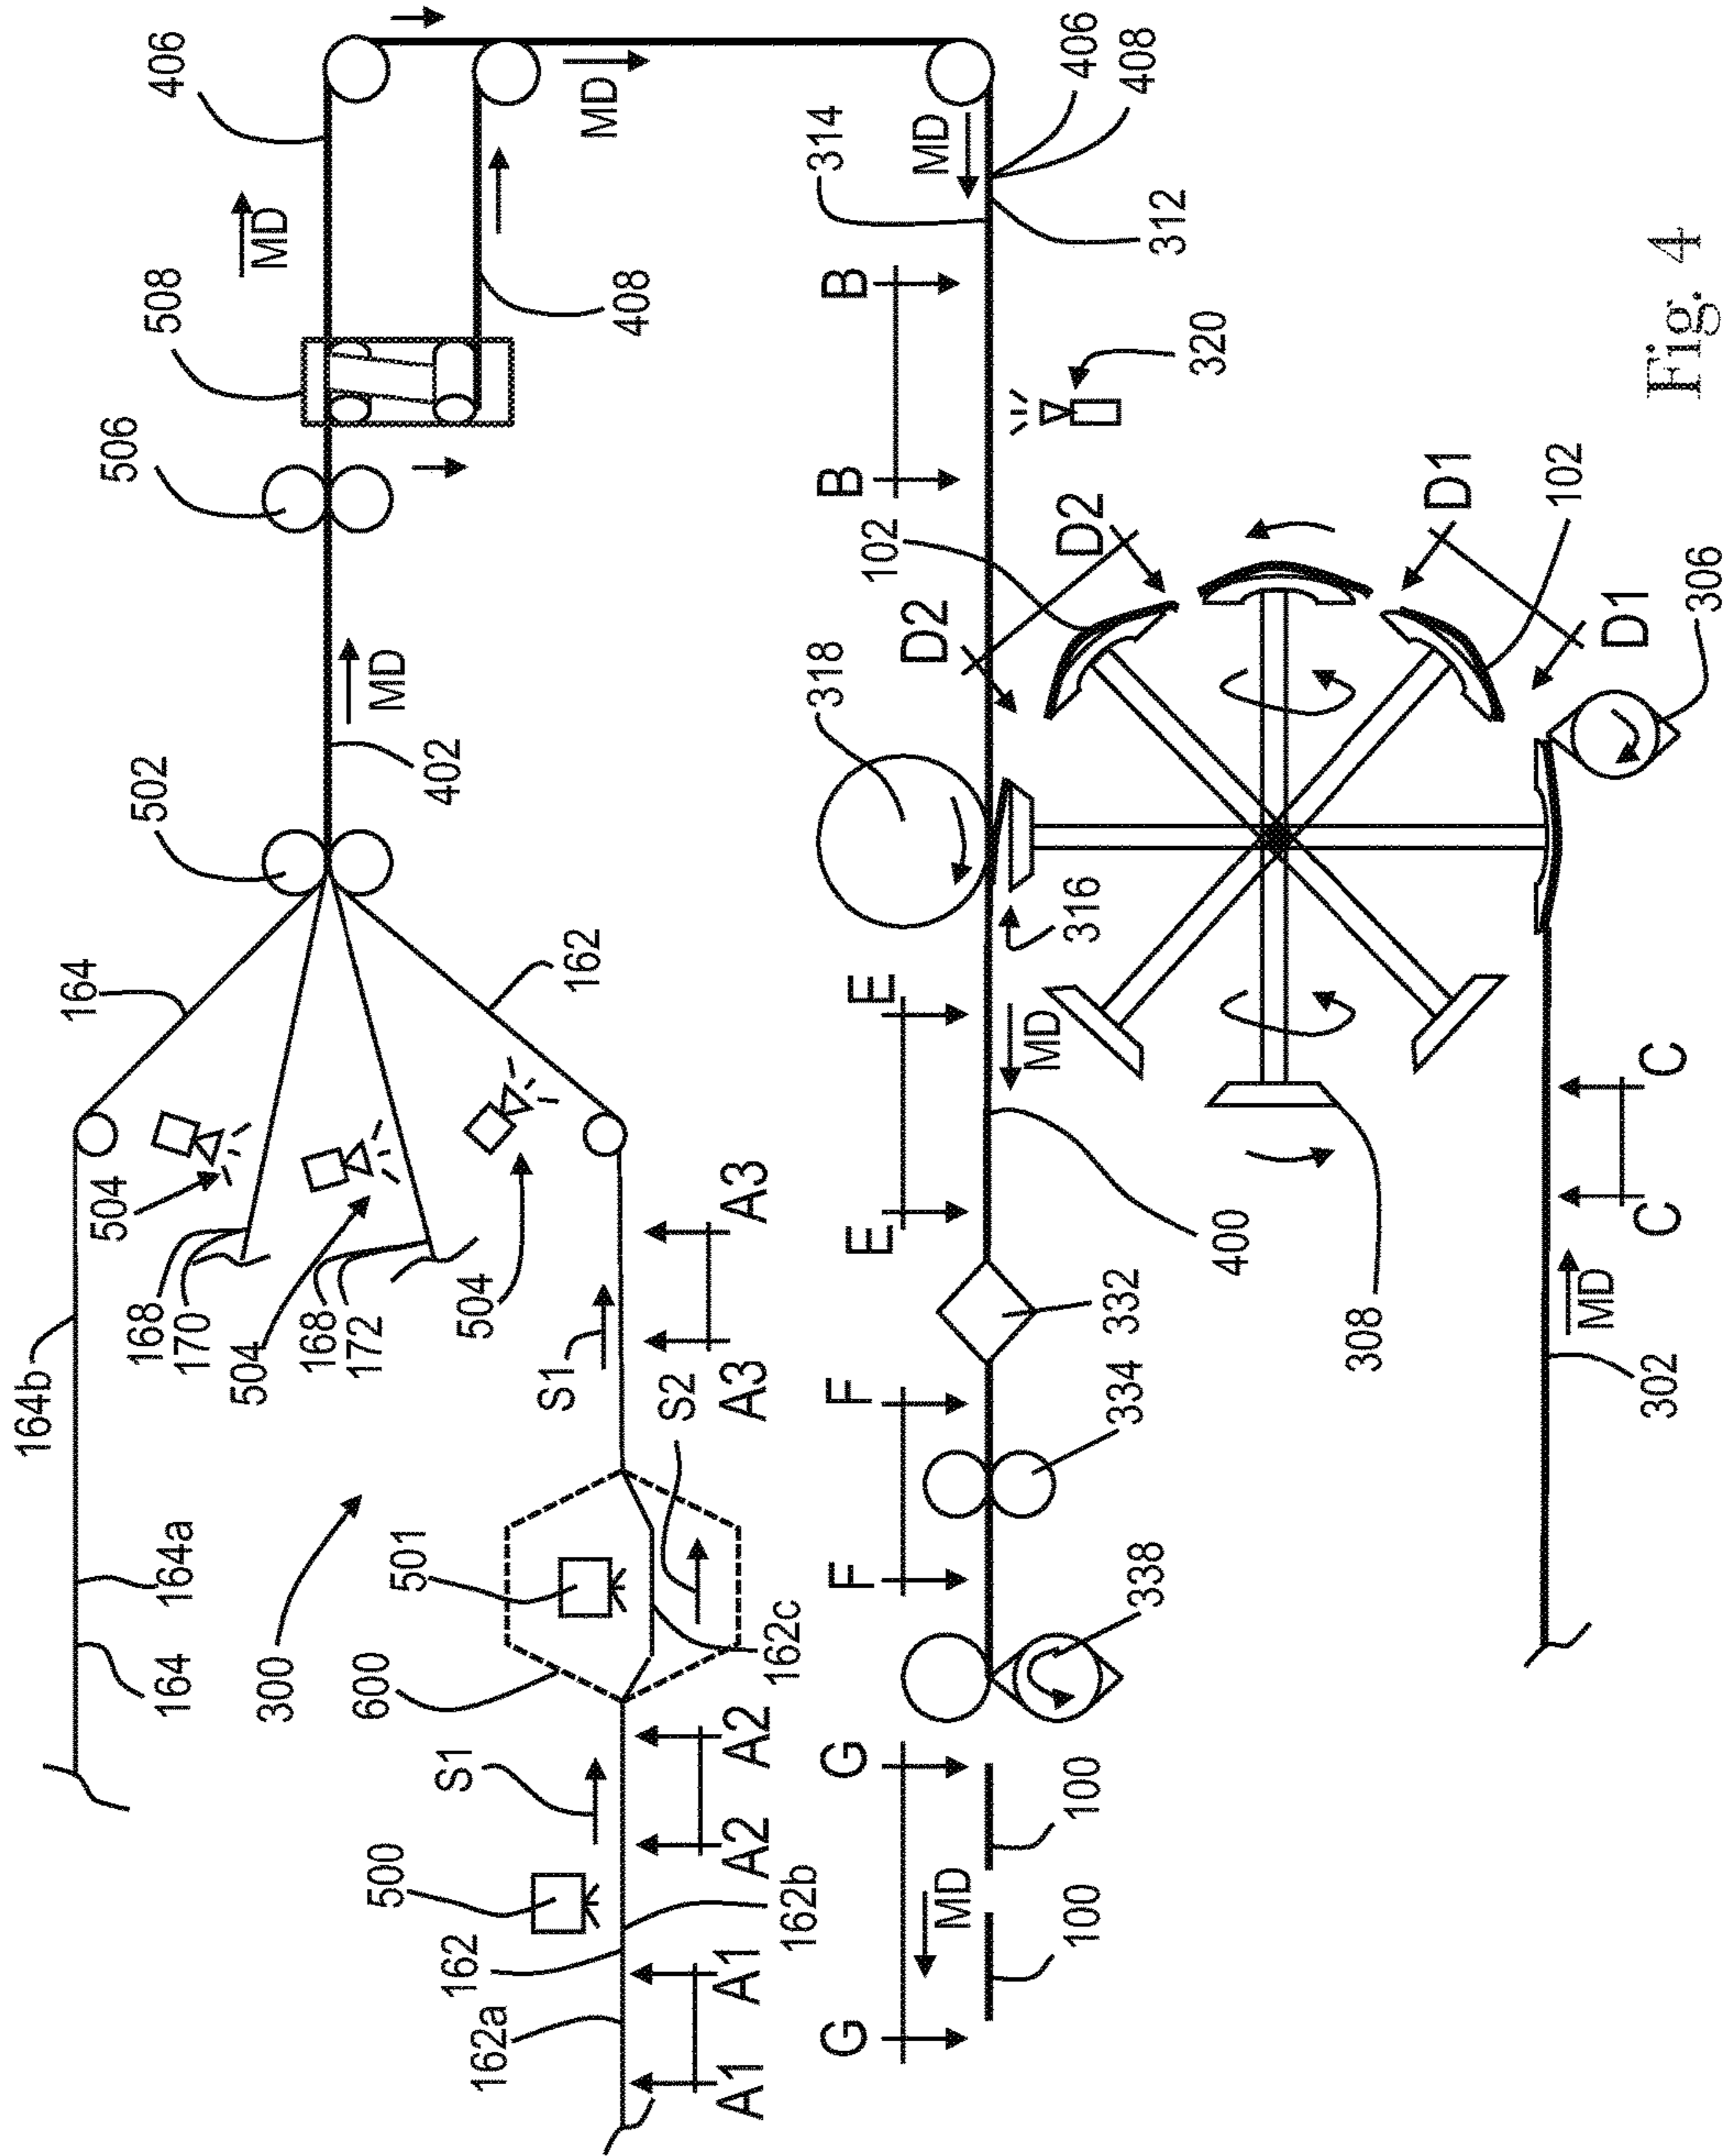 406
508
MD
506
408
MD
502
402
MD
164
162
164b
504
168
170
504
168
172
504
S1
A3
A3
S2
164a
164
300
501
600
162c
S1
A2
A2
500
162
162b
162a
A1
A1
406
408
MD
314
312
B
B
320
102
D2
D2
D1
D1
102
306
318
316
E
E
MD
400
332
308
F
F
334
338
C
C
MD
302
G
G
MD
100
100
Fig. 4